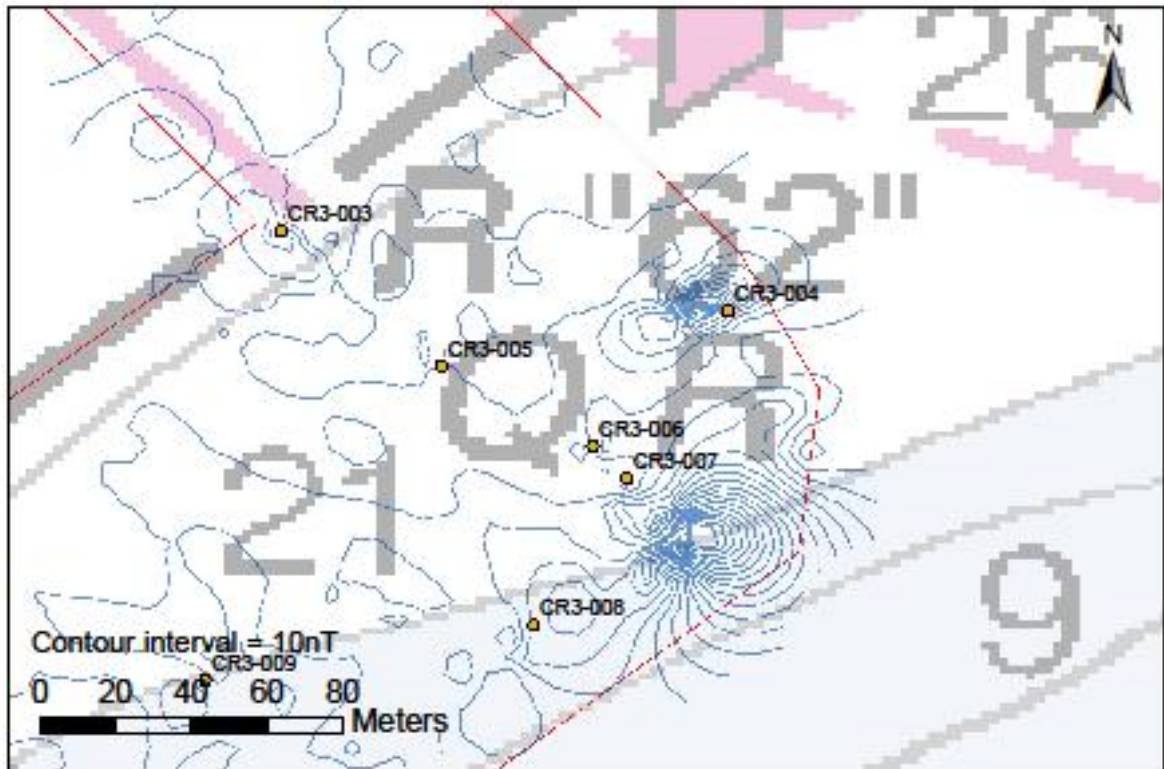 26
N
R "62"
CR3-003
CR3-004
CR3-005
Q R
CR3-006
CR3-007
21
CR3-008
9
Contour interval = 10nT
CR3-009
0 20 40 60 80
Meters